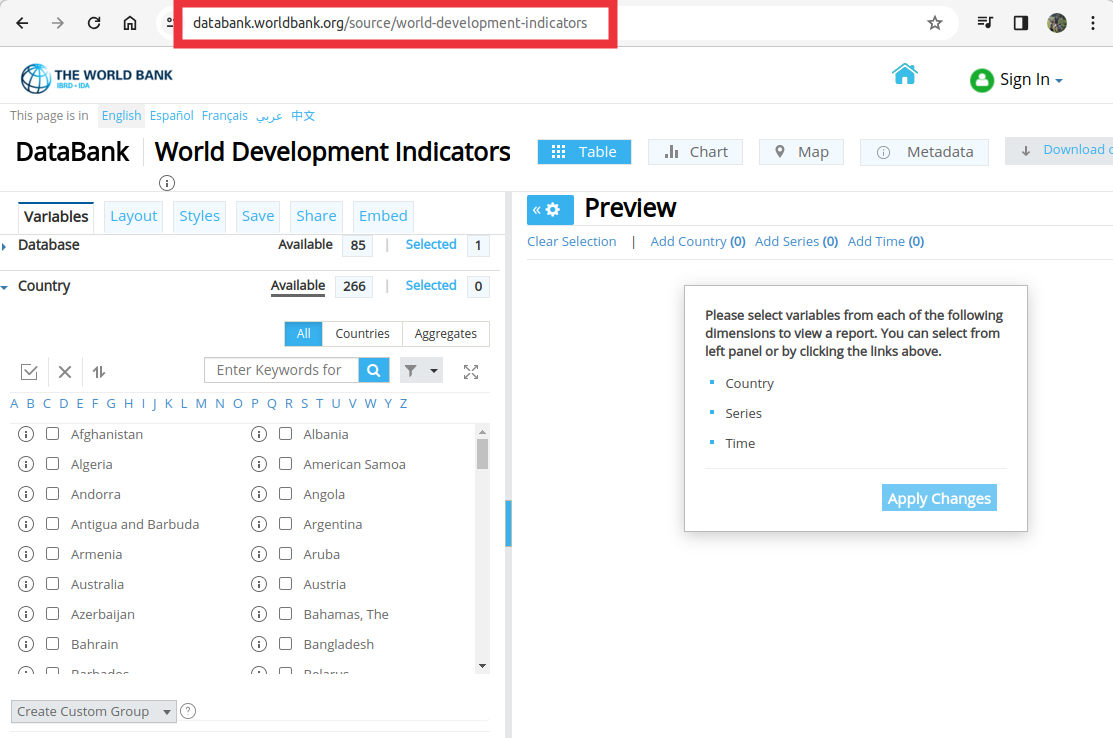 databank.worldbank.org/source/world-development-indicators
THE WORLD BANK
IBRD • IDA
Sign In
This page is in English Español Français عربي 中文
DataBank World Development Indicators
Table Chart Map Metadata Download
Variables Layout Styles Save Share Embed
« Preview
Database Available 85 | Selected 1
Clear Selection | Add Country (0) Add Series (0) Add Time (0)
Country Available 266 | Selected 0
All Countries Aggregates
Enter Keywords for
A B C D E F G H I J K L M N O P Q R S T U V W Y Z
Afghanistan Albania
Algeria American Samoa
Andorra Angola
Antigua and Barbuda Argentina
Armenia Aruba
Australia Austria
Azerbaijan Bahamas, The
Bahrain Bangladesh
Barbados Belarus
Create Custom Group ?
Please select variables from each of the following
dimensions to view a report. You can select from
left panel or by clicking the links above.
Country
Series
Time
Apply Changes